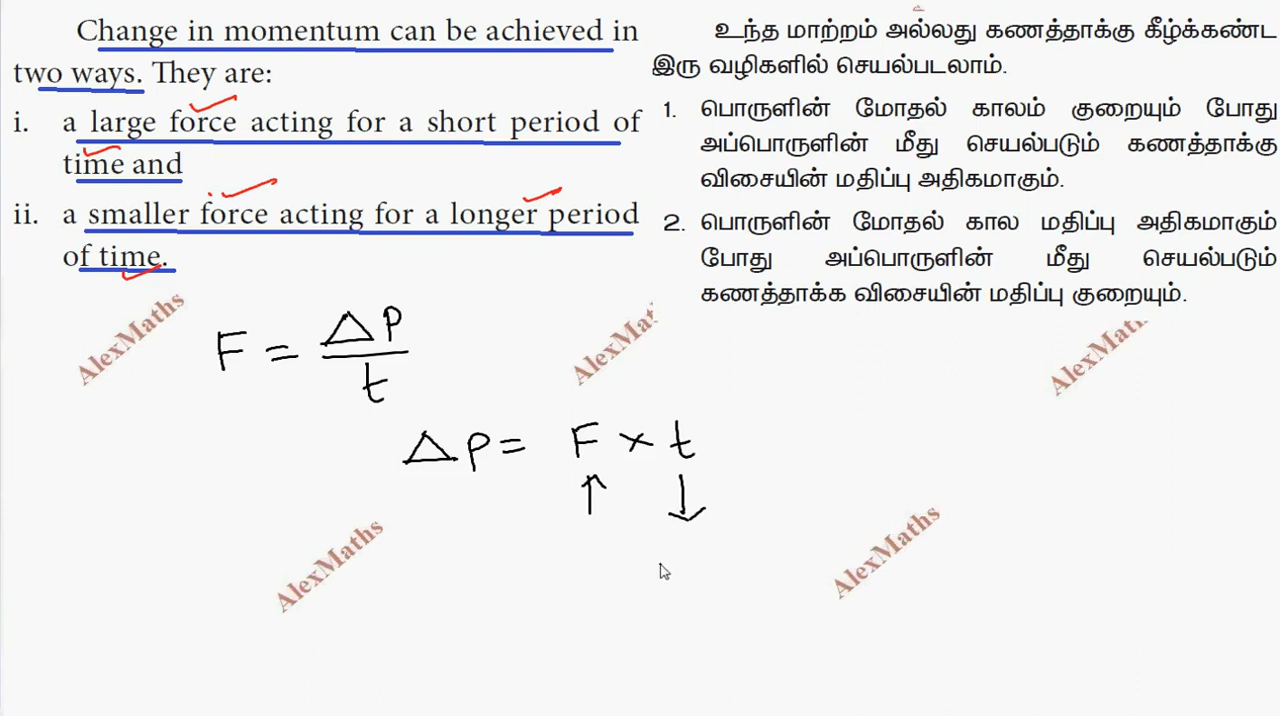 Change in momentum can be achieved in
two ways. They are:
i. a large force acting for a short period of
time and
ii. a smaller force acting for a longer period
of time.
உந்த மாற்றம் அல்லது கணத்தாக்கு கீழ்க்கண்ட
இரு வழிகளில் செயல்படலாம்.
1. பொருளின் மோதல் காலம் குறையும் போது
அப்பொருளின் மீது செயல்படும் கணத்தாக்கு
விசையின் மதிப்பு அதிகமாகும்.
2. பொருளின் மோதல் கால மதிப்பு அதிகமாகும்
போது அப்பொருளின் மீது செயல்படும்
கணத்தாக்க விசையின் மதிப்பு குறையும்.
AlexMaths
AlexMaths
AlexMaths
F = ΔP / t
ΔP = F × t
↑ ↓
AlexMaths
AlexMaths